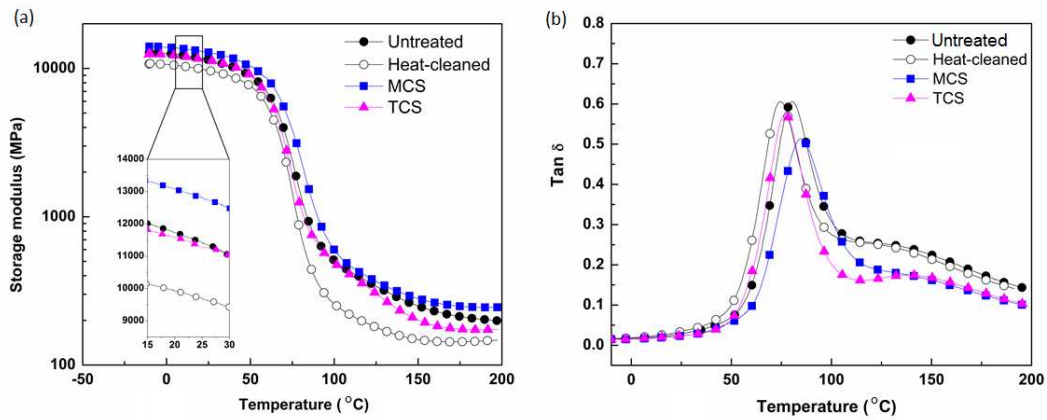 (a)
Storage modulus (MPa)
10000
1000
100
Untreated
Heat-cleaned
MCS
TCS
14000
13000
12000
11000
10000
9000
15 20 25 30
-50 0 50 100 150 200
Temperature ( °C)
(b)
Tan δ
0.8
0.7
0.6
0.5
0.4
0.3
0.2
0.1
0.0
Untreated
Heat-cleaned
MCS
TCS
0 50 100 150 200
Temperature ( °C)